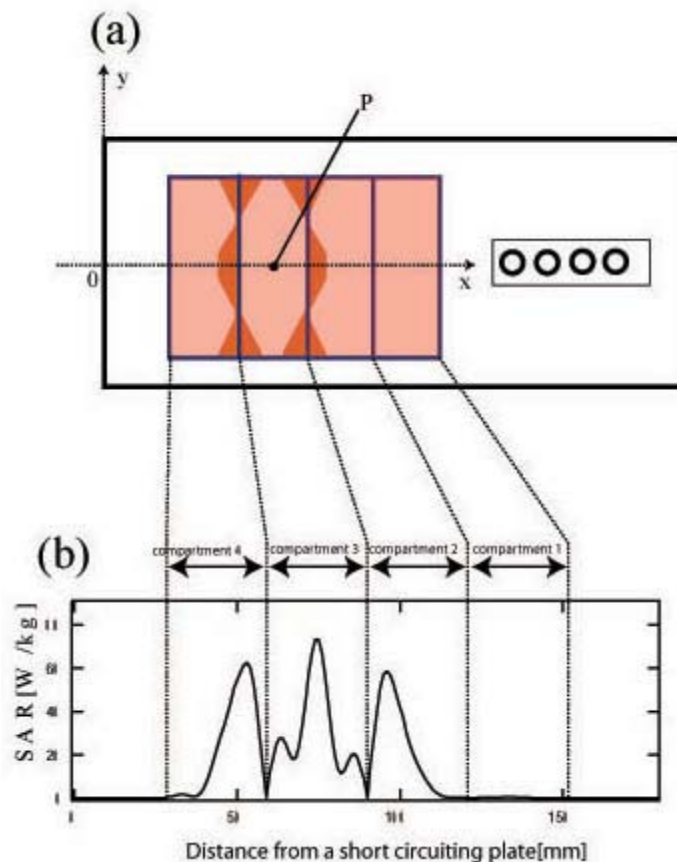 (a)
y
P
0
x
(b)
compartment 4 compartment 3 compartment 2 compartment 1
SAR[W/kg]
Distance from a short circuiting plate[mm]